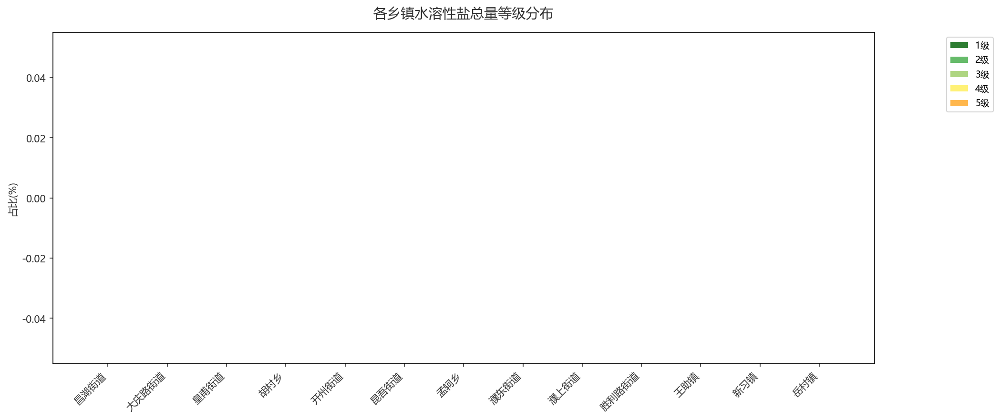 各乡镇水溶性盐总量等级分布
1级
2级
3级
4级
5级
占比(%)
0.04
0.02
0.00
-0.02
-0.04
昌湖街道
大庆路街道
皇甫街道
胡村乡
开州街道
昆吾街道
孟轲乡
濮东街道
濮上街道
胜利路街道
王助镇
新习镇
岳村镇